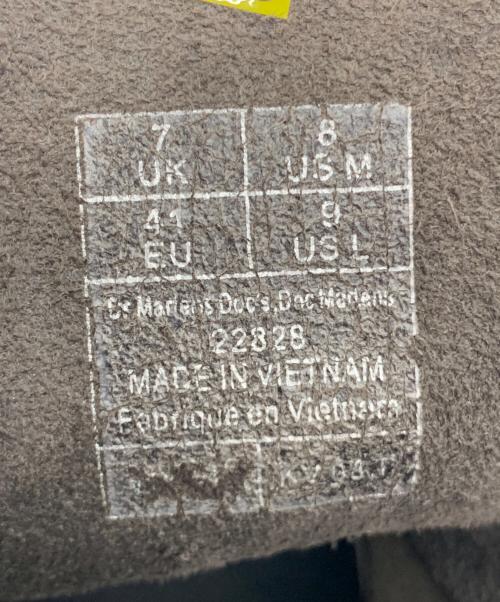 7 8
UK US M
41 9
EU US L
Dr Martens Doc's, Doc Martens
22828
MADE IN VIETNAM
Fabriqué en Vietnam